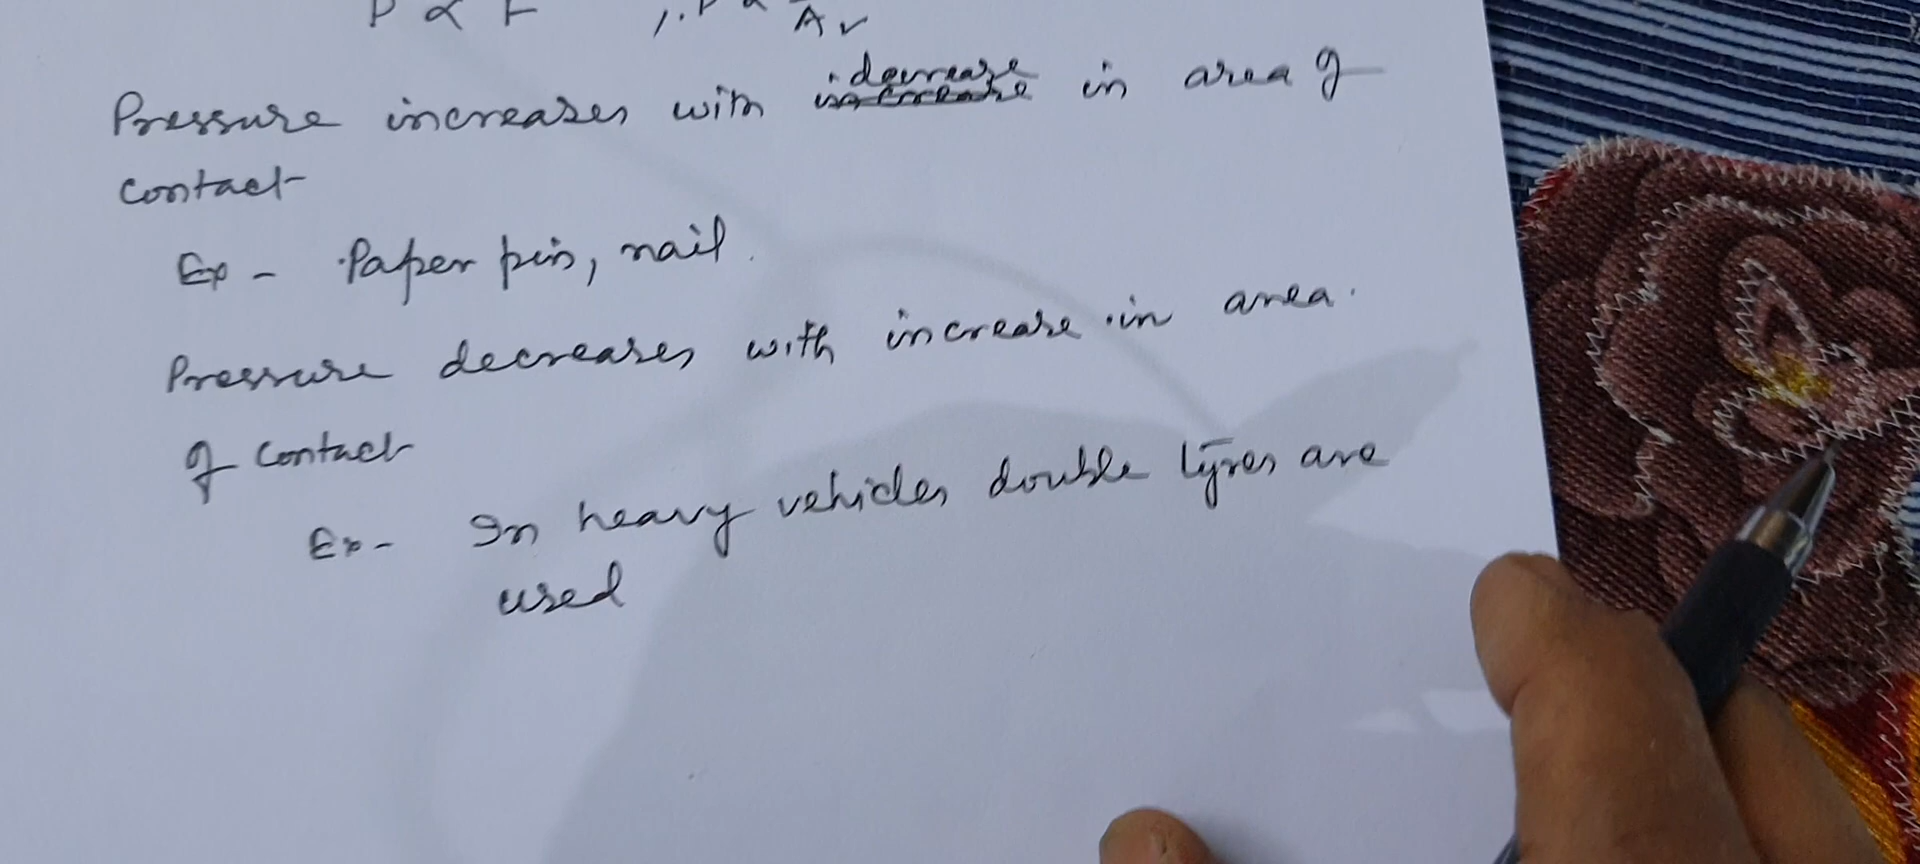 P ∝ F
Pressure increases with decrease in area of
contact
Ex - Paper pin, nail.
Pressure decreases with increase in area.
of contact
Ex- In heavy vehicles double tyres are
used